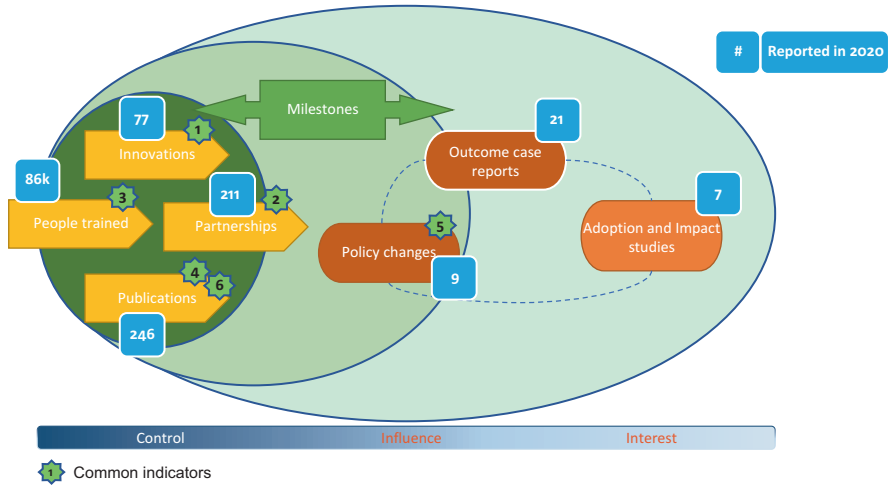 # Reported in 2020
Milestones
77
1
Innovations
21
Outcome case
reports
86k
3
People trained
211
2
Partnerships
7
Adoption and Impact
studies
5
Policy changes
9
4
6
Publications
246
Control Influence Interest
1 Common indicators